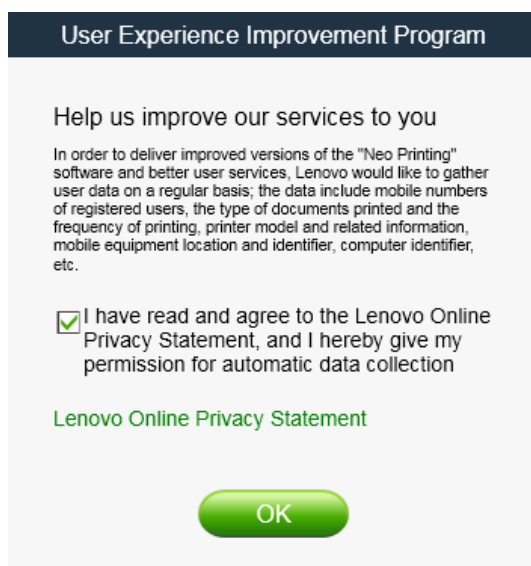 User Experience Improvement Program
Help us improve our services to you
In order to deliver improved versions of the "Neo Printing"
software and better user services, Lenovo would like to gather
user data on a regular basis; the data include mobile numbers
of registered users, the type of documents printed and the
frequency of printing, printer model and related information,
mobile equipment location and identifier, computer identifier,
etc.
I have read and agree to the Lenovo Online
Privacy Statement, and I hereby give my
permission for automatic data collection
Lenovo Online Privacy Statement
OK